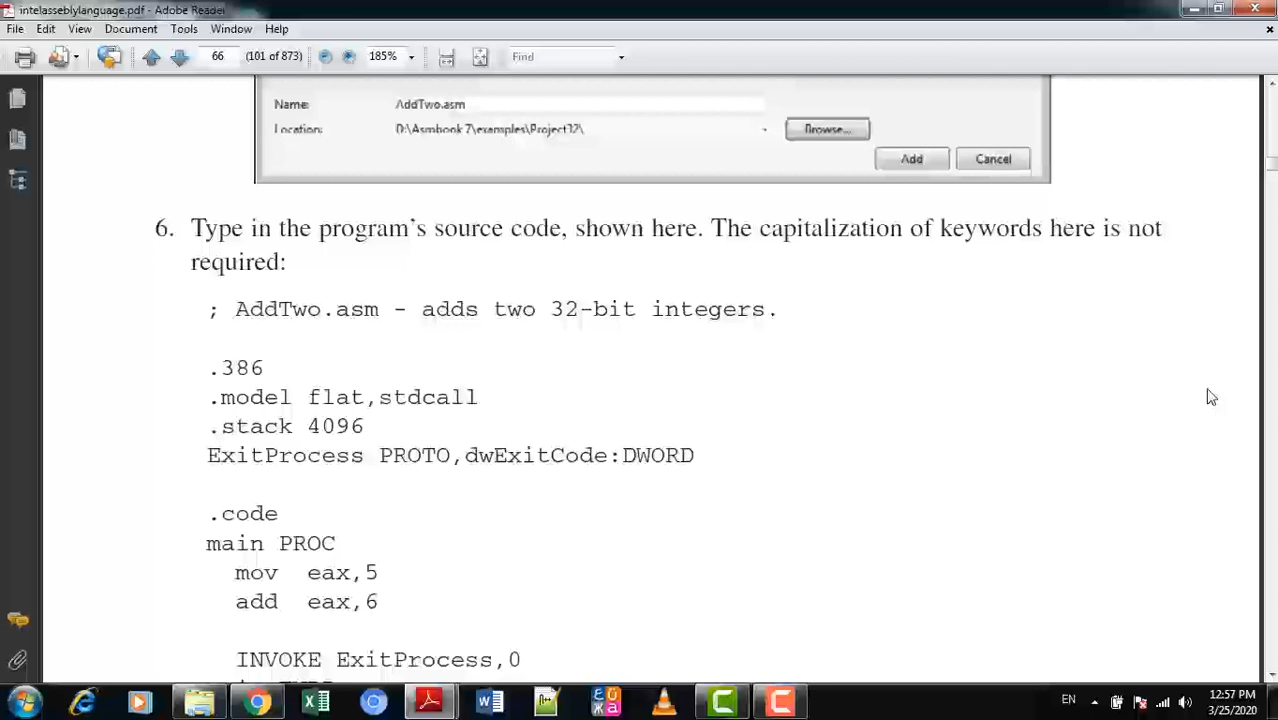 intelasseblylanguage.pdf - Adobe Reader
File Edit View Document Tools Window Help
66 (101 of 873) 185% Find
Name: AddTwo.asm
Location: D:\Asmbook 7\examples\Project32\ Browse...
Add Cancel
6. Type in the program's source code, shown here. The capitalization of keywords here is not
required:
; AddTwo.asm - adds two 32-bit integers.
.386
.model flat,stdcall
.stack 4096
ExitProcess PROTO,dwExitCode:DWORD
.code
main PROC
mov eax,5
add eax,6
INVOKE ExitProcess,0
EN 12:57 PM
3/25/2020